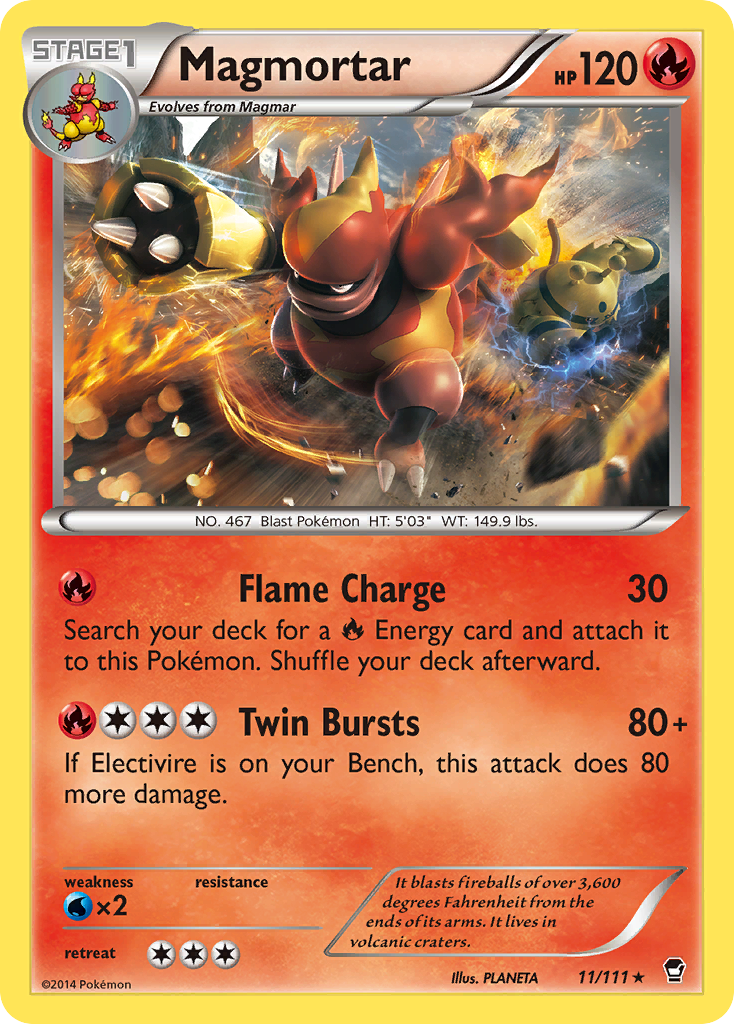 STAGE1
Magmortar
HP120
Evolves from Magmar
NO. 467 Blast Pokémon HT: 5'03" WT: 149.9 lbs.
Flame Charge 30
Search your deck for a Energy card and attach it
to this Pokémon. Shuffle your deck afterward.
Twin Bursts 80+
If Electivire is on your Bench, this attack does 80
more damage.
weakness resistance
×2
It blasts fireballs of over 3,600
degrees Fahrenheit from the
ends of its arms. It lives in
volcanic craters.
retreat
©2014 Pokémon
Illus. PLANETA 11/111 ★